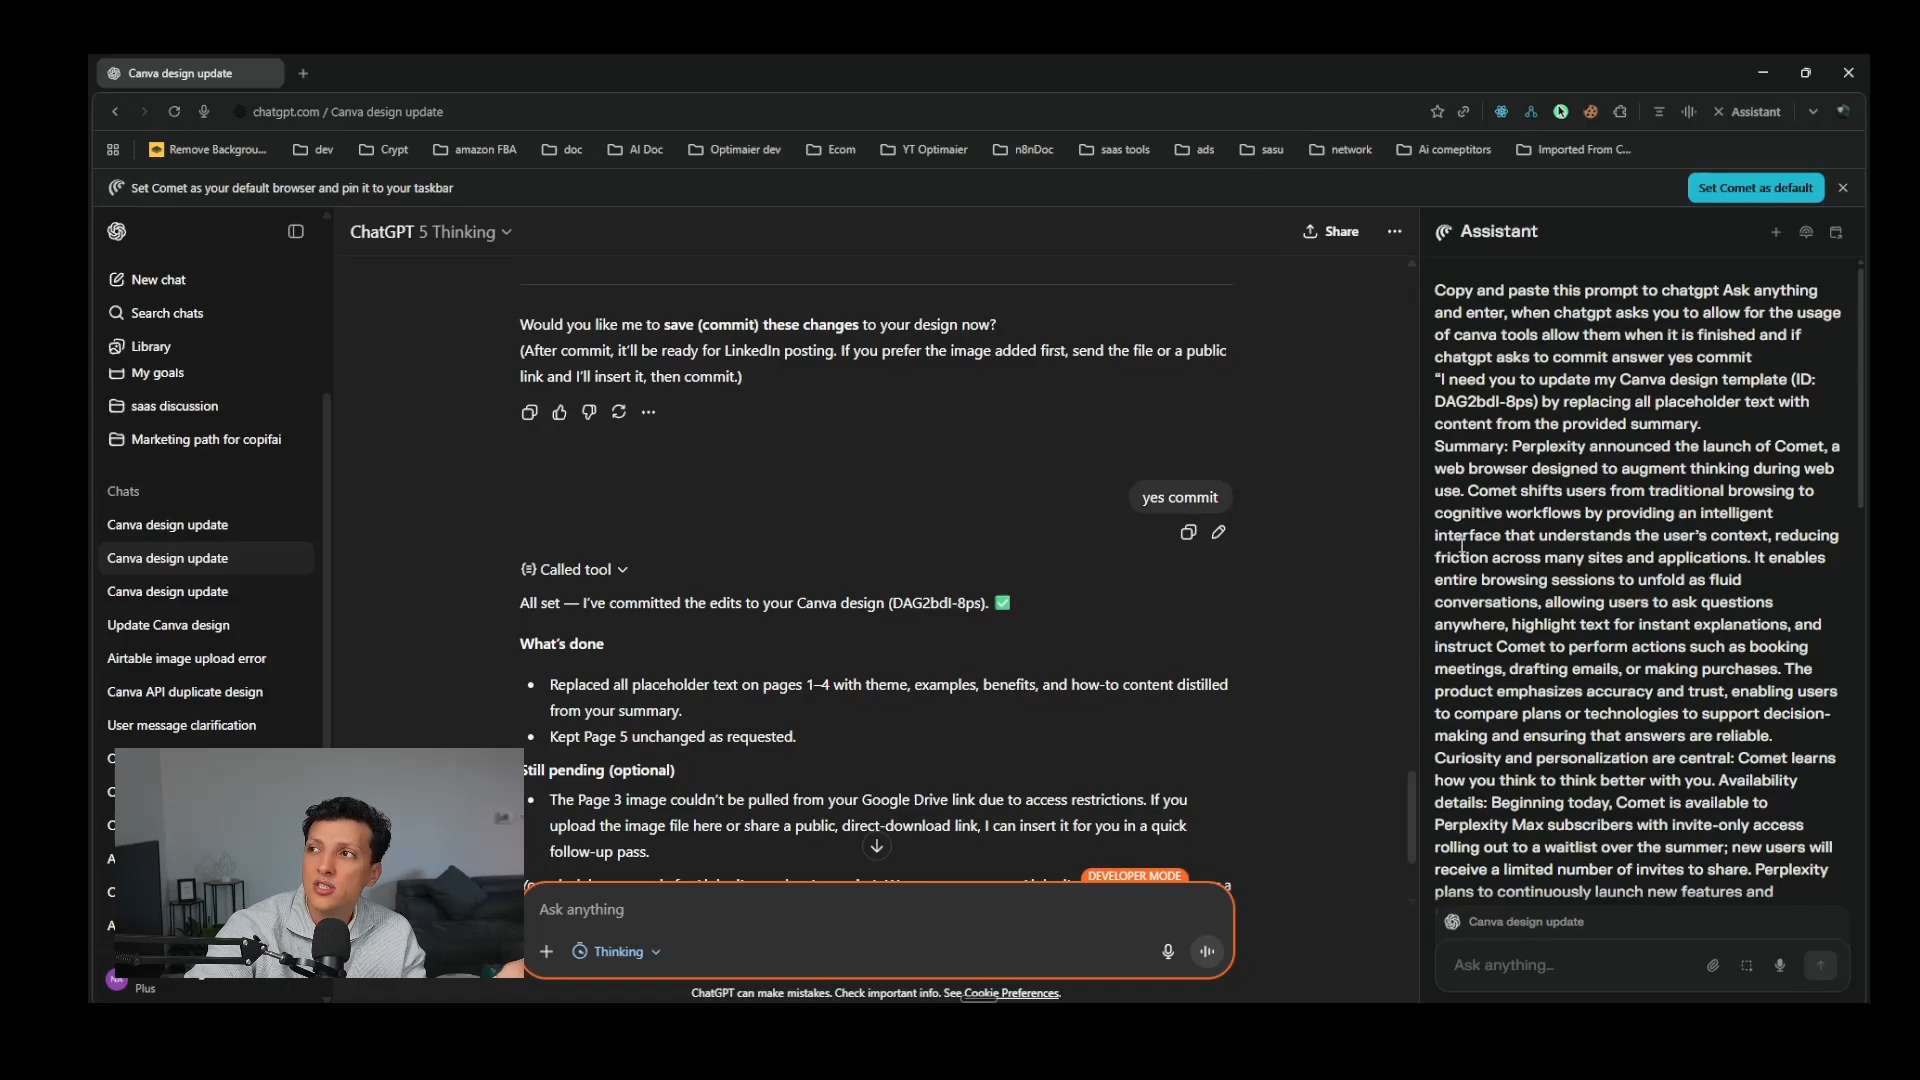 Canva design update
chatgpt.com / Canva design update
Assistant
Remove Backgrou...
dev
Crypt
amazon FBA
doc
AI Doc
Optimaier dev
Ecom
YT Optimaier
n8nDoc
saas tools
ads
sasu
network
Ai comeptitors
Imported From C...
Set Comet as your default browser and pin it to your taskbar
Set Comet as default
New chat
Search chats
Library
My goals
saas discussion
Marketing path for copifai
Chats
Canva design update
Canva design update
Canva design update
Update Canva design
Airtable image upload error
Canva API duplicate design
User message clarification
NA
Plus
ChatGPT 5 Thinking
Share
Would you like me to save (commit) these changes to your design now?
(After commit, it'll be ready for LinkedIn posting. If you prefer the image added first, send the file or a public
link and I'll insert it, then commit.)
yes commit
Called tool
All set — I've committed the edits to your Canva design (DAG2bdI-8ps). ✅
What's done
• Replaced all placeholder text on pages 1–4 with theme, examples, benefits, and how-to content distilled
from your summary.
• Kept Page 5 unchanged as requested.
Still pending (optional)
• The Page 3 image couldn't be pulled from your Google Drive link due to access restrictions. If you
upload the image file here or share a public, direct-download link, I can insert it for you in a quick
follow-up pass.
DEVELOPER MODE
Ask anything
Thinking
ChatGPT can make mistakes. Check important info. See Cookie Preferences.
Assistant
Copy and paste this prompt to chatgpt Ask anything
and enter, when chatgpt asks you to allow for the usage
of canva tools allow them when it is finished and if
chatgpt asks to commit answer yes commit
“I need you to update my Canva design template (ID:
DAG2bdI-8ps) by replacing all placeholder text with
content from the provided summary.
Summary: Perplexity announced the launch of Comet, a
web browser designed to augment thinking during web
use. Comet shifts users from traditional browsing to
cognitive workflows by providing an intelligent
interface that understands the user's context, reducing
friction across many sites and applications. It enables
entire browsing sessions to unfold as fluid
conversations, allowing users to ask questions
anywhere, highlight text for instant explanations, and
instruct Comet to perform actions such as booking
meetings, drafting emails, or making purchases. The
product emphasizes accuracy and trust, enabling users
to compare plans or technologies to support decision-
making and ensuring that answers are reliable.
Curiosity and personalization are central: Comet learns
how you think to think better with you. Availability
details: Beginning today, Comet is available to
Perplexity Max subscribers with invite-only access
rolling out to a waitlist over the summer; new users will
receive a limited number of invites to share. Perplexity
plans to continuously launch new features and
Canva design update
Ask anything…